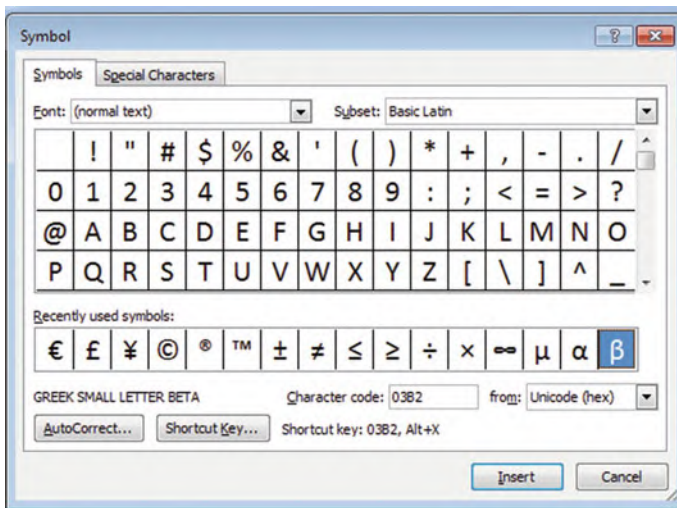 Symbol
Symbols Special Characters
Font: (normal text) Subset: Basic Latin
! " # $ % & ' ( ) * + , - . /
0 1 2 3 4 5 6 7 8 9 : ; < = > ?
@ A B C D E F G H I J K L M N O
P Q R S T U V W X Y Z [ \ ] ^ _
Recently used symbols:
€ £ ¥ © ® ™ ± ≠ ≤ ≥ ÷ × ∞ µ α β
GREEK SMALL LETTER BETA Character code: 03B2 from: Unicode (hex)
AutoCorrect... Shortcut Key... Shortcut key: 03B2, Alt+X
Insert Cancel